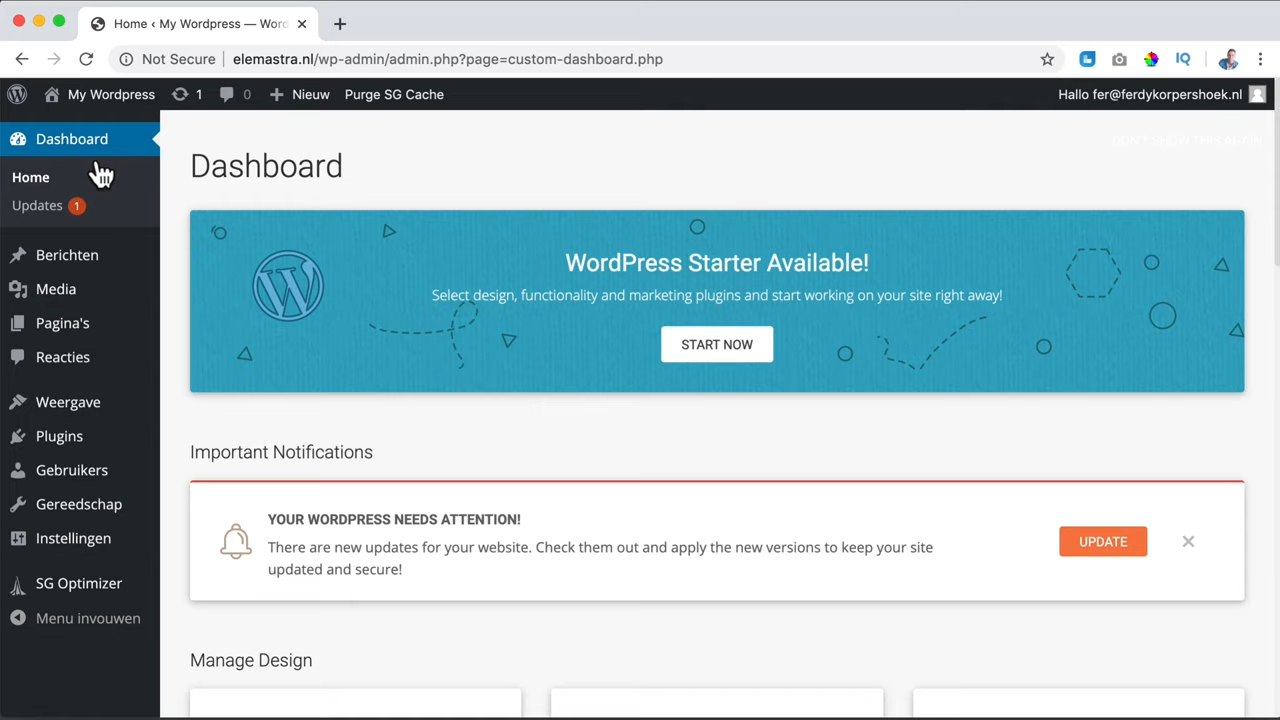 Home ‹ My Wordpress — Word
Not Secure
elemastra.nl/wp-admin/admin.php?page=custom-dashboard.php
IQ
My Wordpress
1
0
Nieuw
Purge SG Cache
Hallo fer@ferdykorpershoek.nl
Dashboard
Home
Updates 1
Berichten
Media
Pagina's
Reacties
Weergave
Plugins
Gebruikers
Gereedschap
Instellingen
SG Optimizer
Menu invouwen
DON'T SHOW THIS AGAIN
Dashboard
WordPress Starter Available!
Select design, functionality and marketing plugins and start working on your site right away!
START NOW
Important Notifications
YOUR WORDPRESS NEEDS ATTENTION!
There are new updates for your website. Check them out and apply the new versions to keep your site
updated and secure!
UPDATE
Manage Design